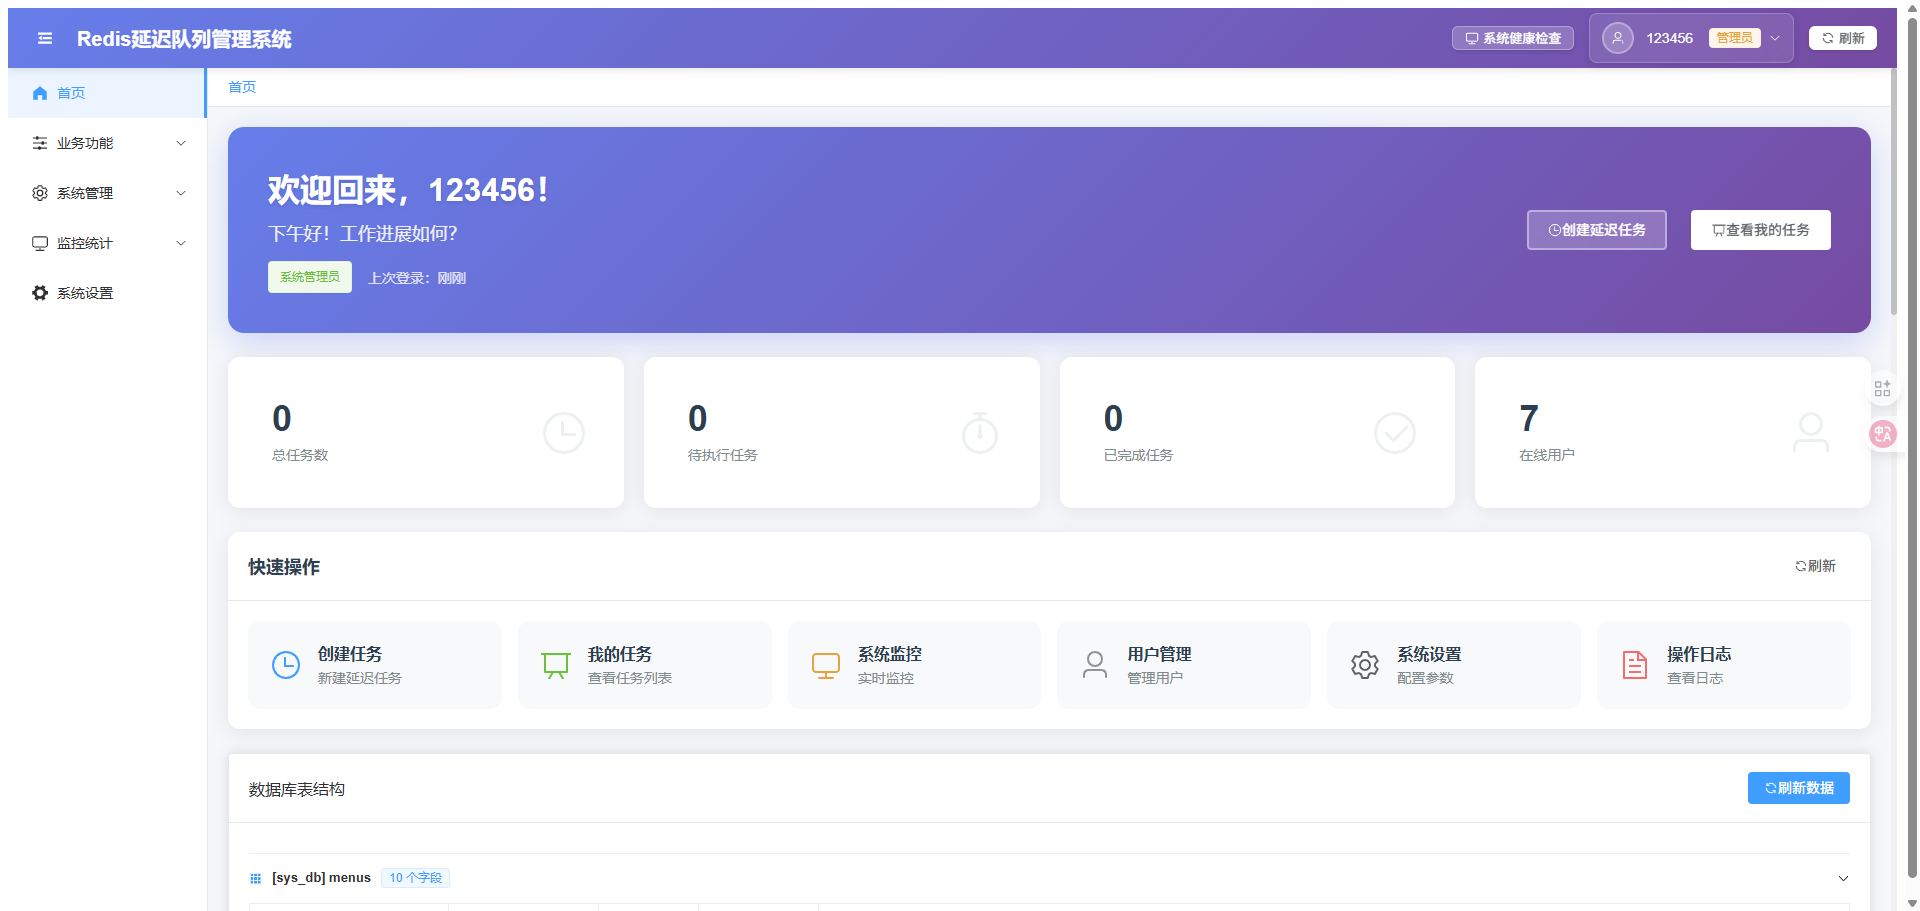 Redis延迟队列管理系统
系统健康检查
123456
管理员
刷新
首页
业务功能
系统管理
监控统计
系统设置
首页
欢迎回来，123456！
下午好！工作进展如何？
系统管理员
上次登录：刚刚
创建延迟任务
查看我的任务
0
总任务数
0
待执行任务
0
已完成任务
7
在线用户
快速操作
刷新
创建任务
新建延迟任务
我的任务
查看任务列表
系统监控
实时监控
用户管理
管理用户
系统设置
配置参数
操作日志
查看日志
数据库表结构
刷新数据
[sys_db] menus
10 个字段
中A